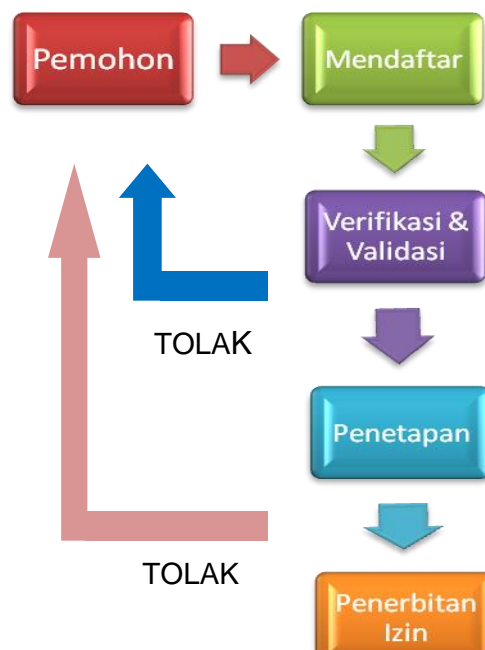 Pemohon
Mendaftar
Verifikasi &
Validasi
TOLAK
Penetapan
TOLAK
Penerbitan
Izin